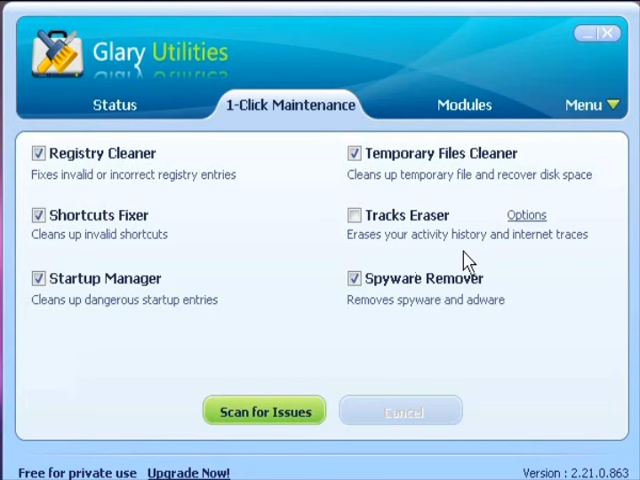 Glary Utilities
Status
1-Click Maintenance
Modules
Menu
Registry Cleaner
Fixes invalid or incorrect registry entries
Temporary Files Cleaner
Cleans up temporary file and recover disk space
Shortcuts Fixer
Cleans up invalid shortcuts
Tracks Eraser
Options
Erases your activity history and internet traces
Startup Manager
Cleans up dangerous startup entries
Spyware Remover
Removes spyware and adware
Scan for Issues
Cancel
Free for private use
Upgrade Now!
Version : 2.21.0.863